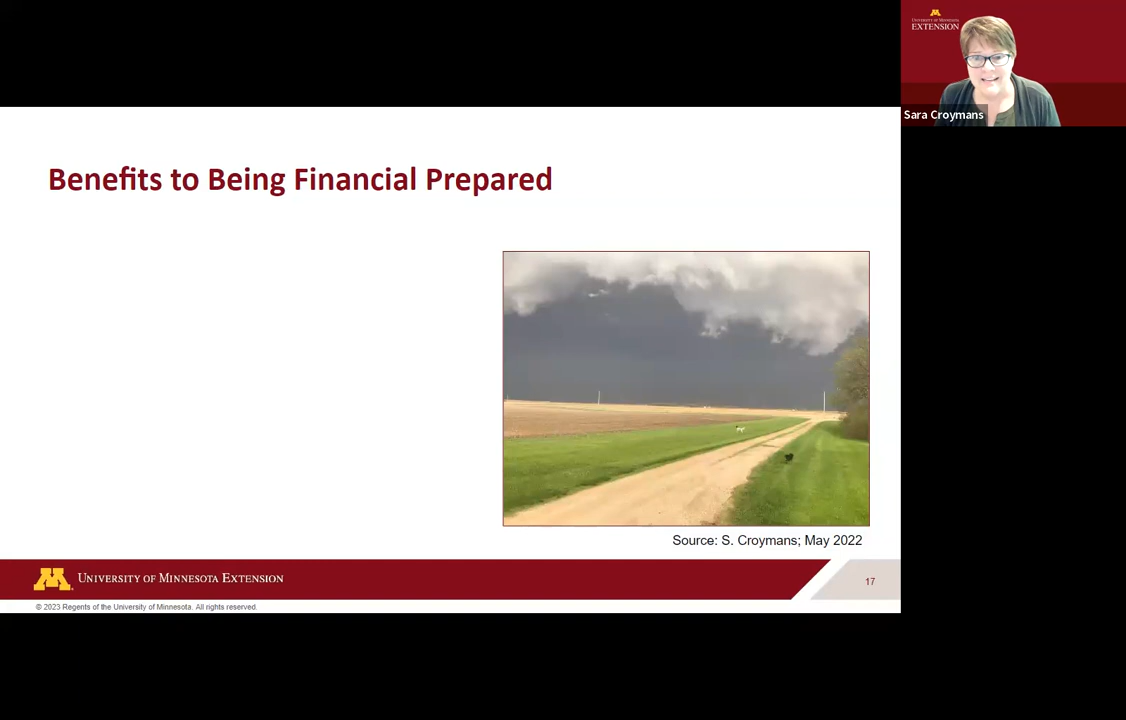 UNIVERSITY OF MINNESOTA
EXTENSION
Sara Croymans
Benefits to Being Financial Prepared
Source: S. Croymans; May 2022
UNIVERSITY OF MINNESOTA EXTENSION
17
© 2023 Regents of the University of Minnesota. All rights reserved.